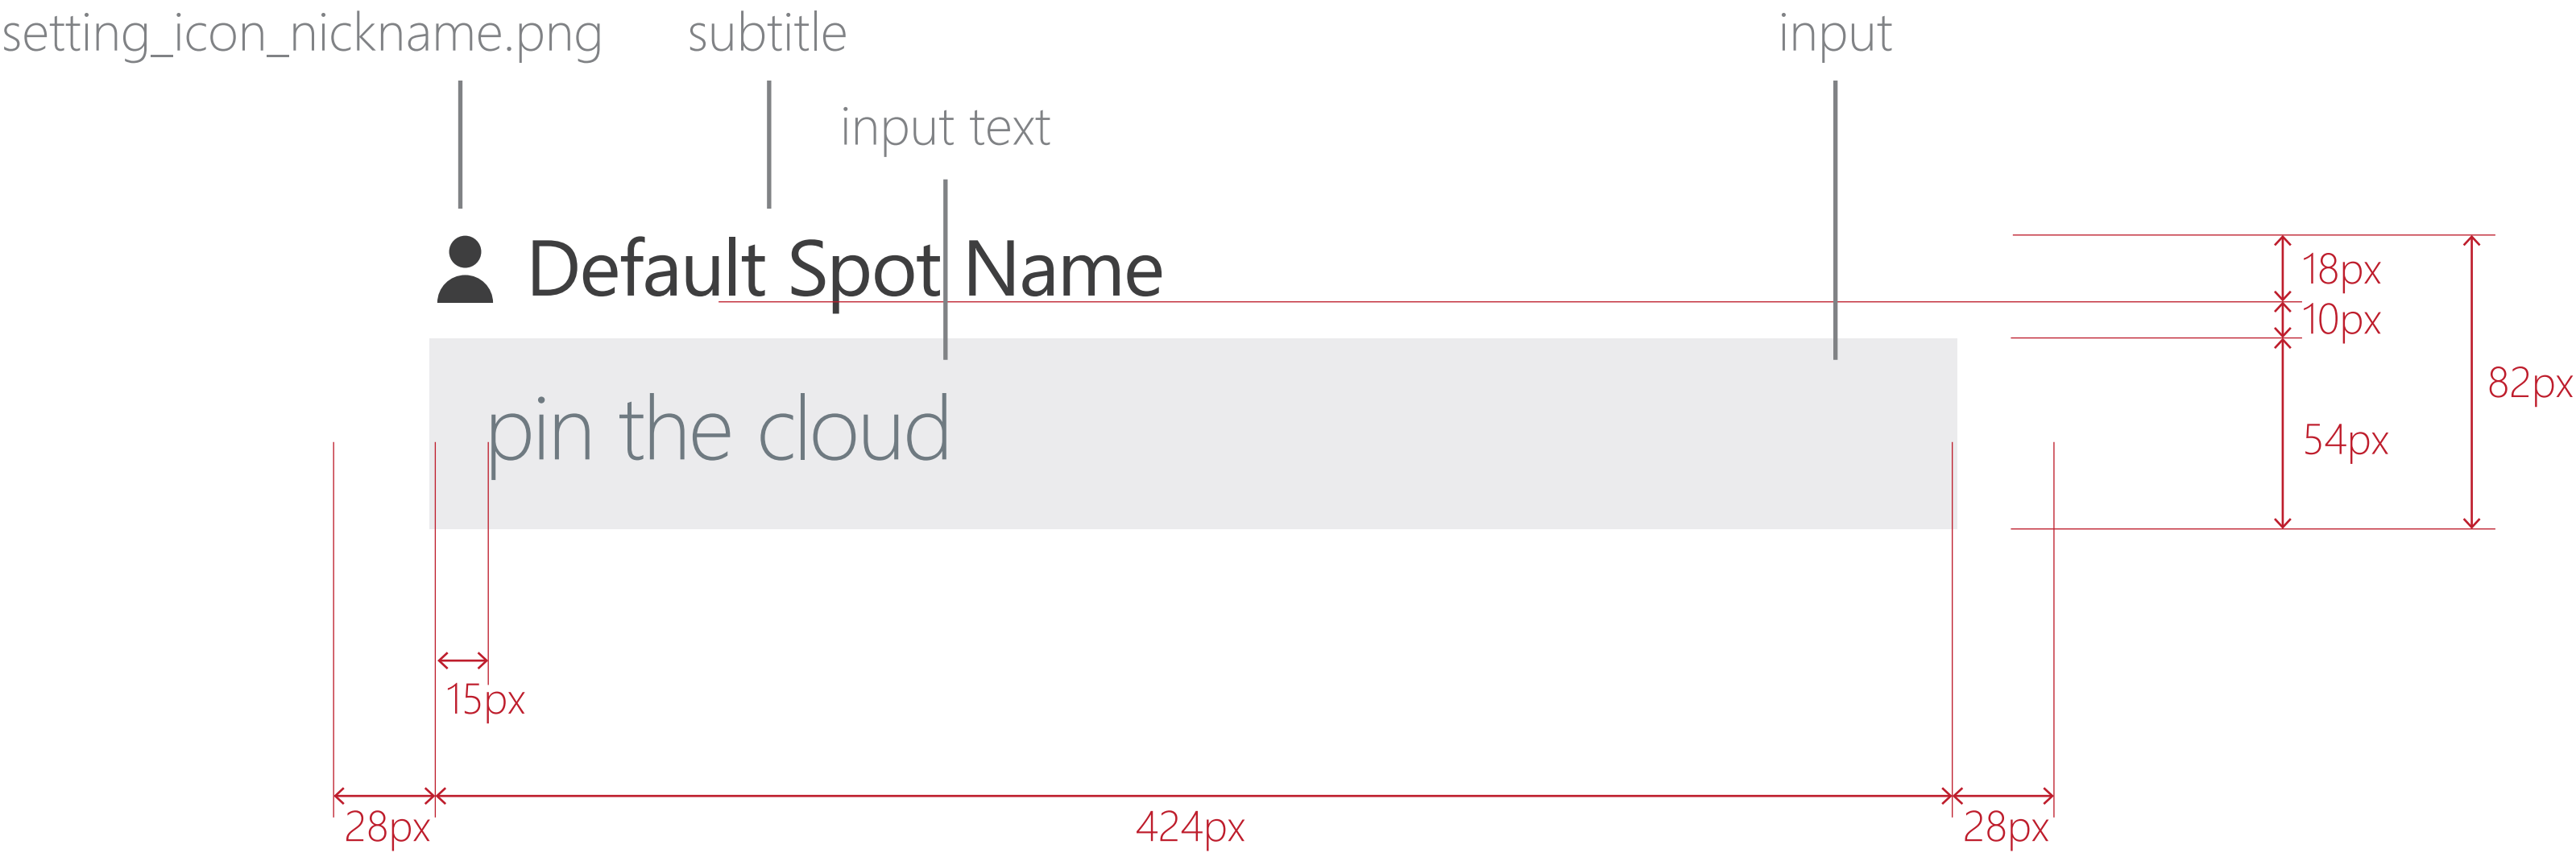 setting_icon_nickname.png
subtitle
input
input text
Default Spot Name
18px
10px
82px
pin the cloud
54px
15px
28px
424px
28px